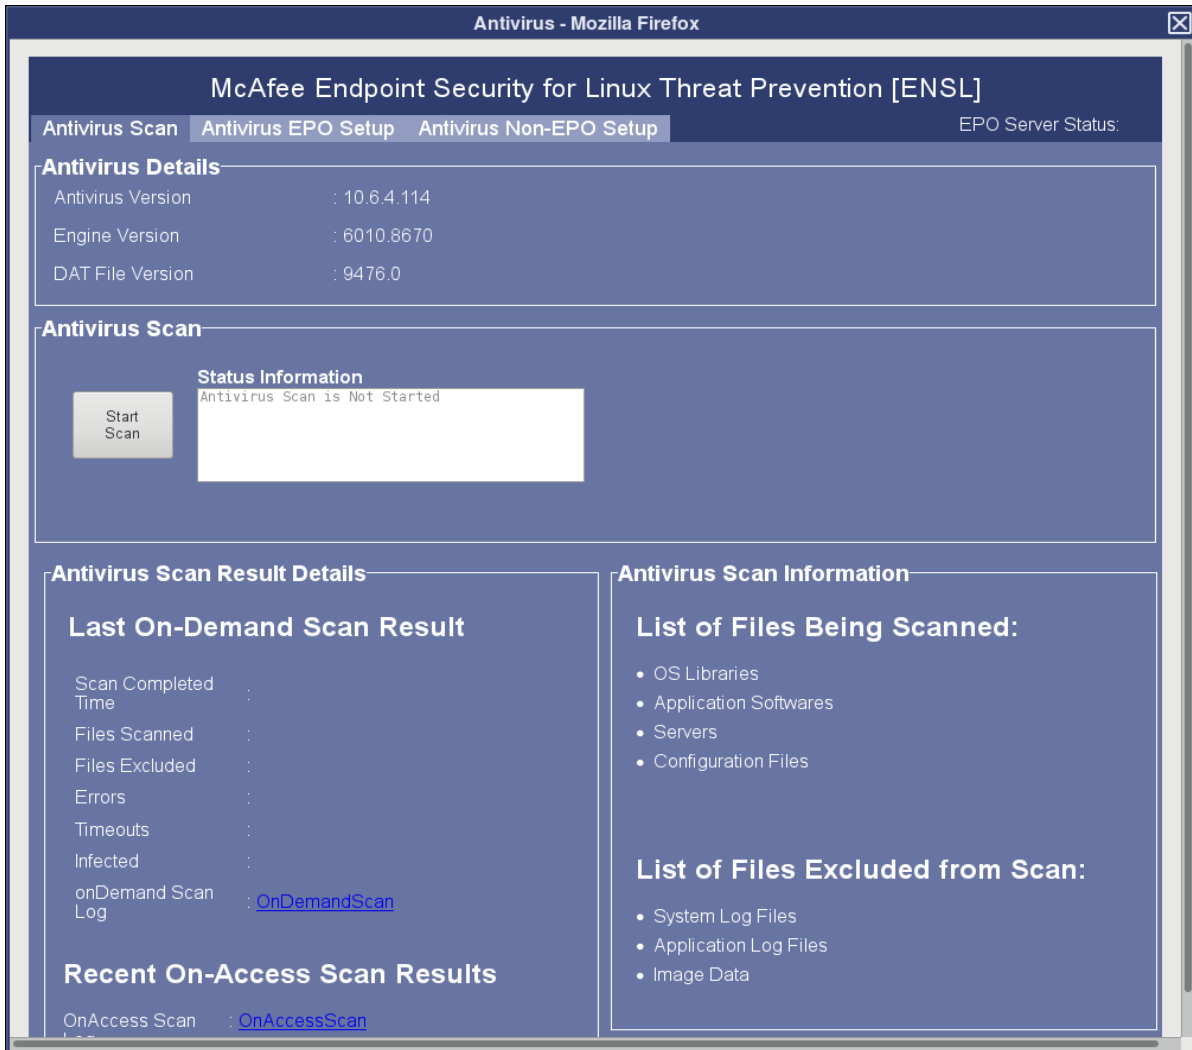 Antivirus - Mozilla Firefox
McAfee Endpoint Security for Linux Threat Prevention [ENSL]
Antivirus Scan Antivirus EPO Setup Antivirus Non-EPO Setup EPO Server Status:
Antivirus Details
Antivirus Version : 10.6.4.114
Engine Version : 6010.8670
DAT File Version : 9476.0
Antivirus Scan
Status Information
Antivirus Scan is Not Started
Start
Scan
Antivirus Scan Result Details
Last On-Demand Scan Result
Scan Completed
Time :
Files Scanned :
Files Excluded :
Errors :
Timeouts :
Infected :
onDemand Scan
Log : OnDemandScan
Recent On-Access Scan Results
OnAccess Scan : OnAccessScan
Antivirus Scan Information
List of Files Being Scanned:
• OS Libraries
• Application Softwares
• Servers
• Configuration Files
List of Files Excluded from Scan:
• System Log Files
• Application Log Files
• Image Data